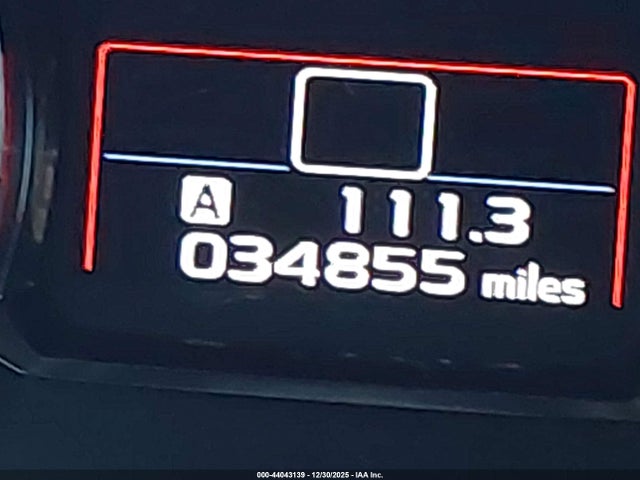 A 111.3
034855 miles
000-44043139 - 12/30/2025 - IAA Inc.